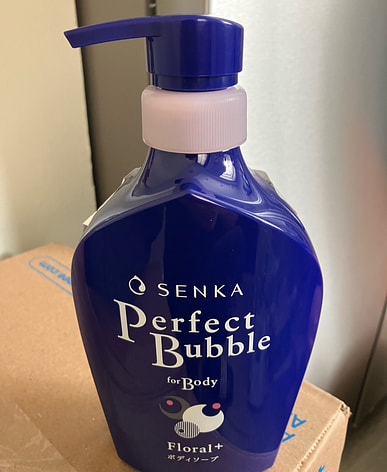 SENKA
Perfect
Bubble
for Body
Floral+
ボディソープ